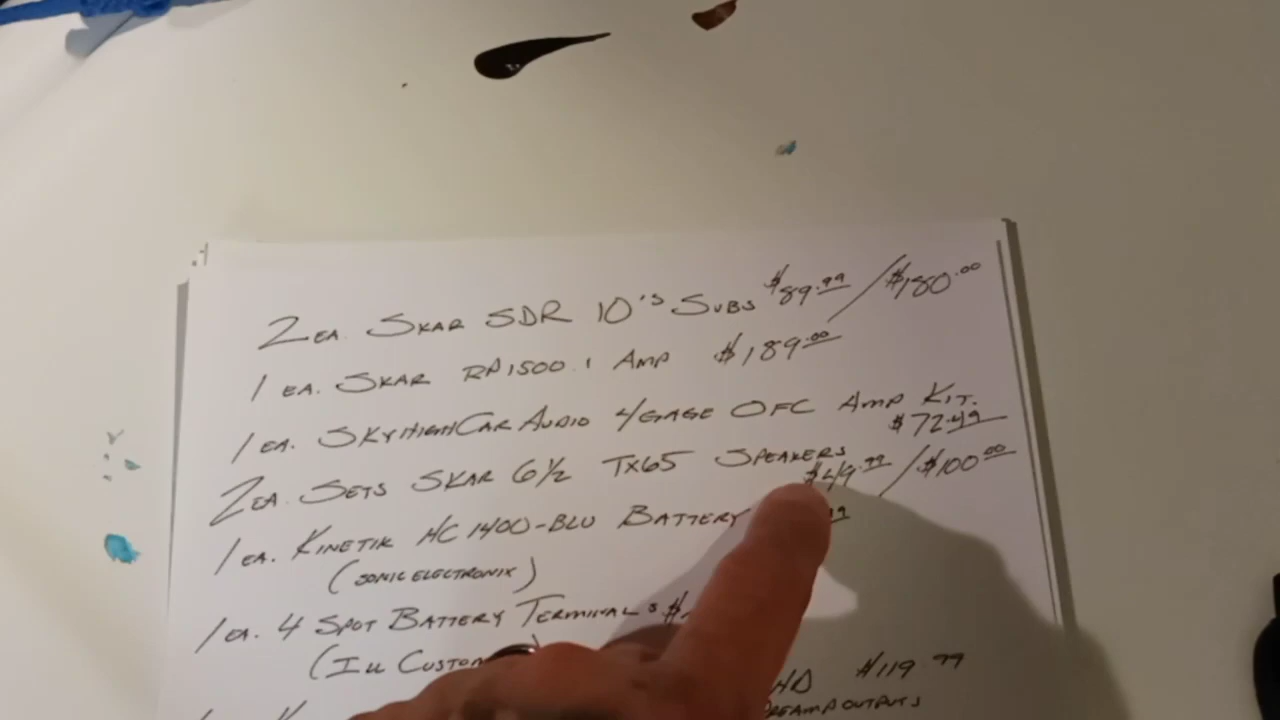 2 EA. SKAR SDR 10'S SUBS $89.99 / $180.00
1 EA. SKAR RP1500.1 AMP $189.00
1 EA. SKYHIGHCARAUDIO 4/GAGE OFC AMP KIT.
$72.49
2 EA. SETS SKAR 6½ TX65 SPEAKERS
$49.99 / $100.00
1 EA. KINETIK HC1400-BLU BATTERY
(SONIC ELECTRONIX)
1 EA. 4 SPOT BATTERY TERMINALS $
(ILL
HD $119.99
PREAMP OUTPUTS